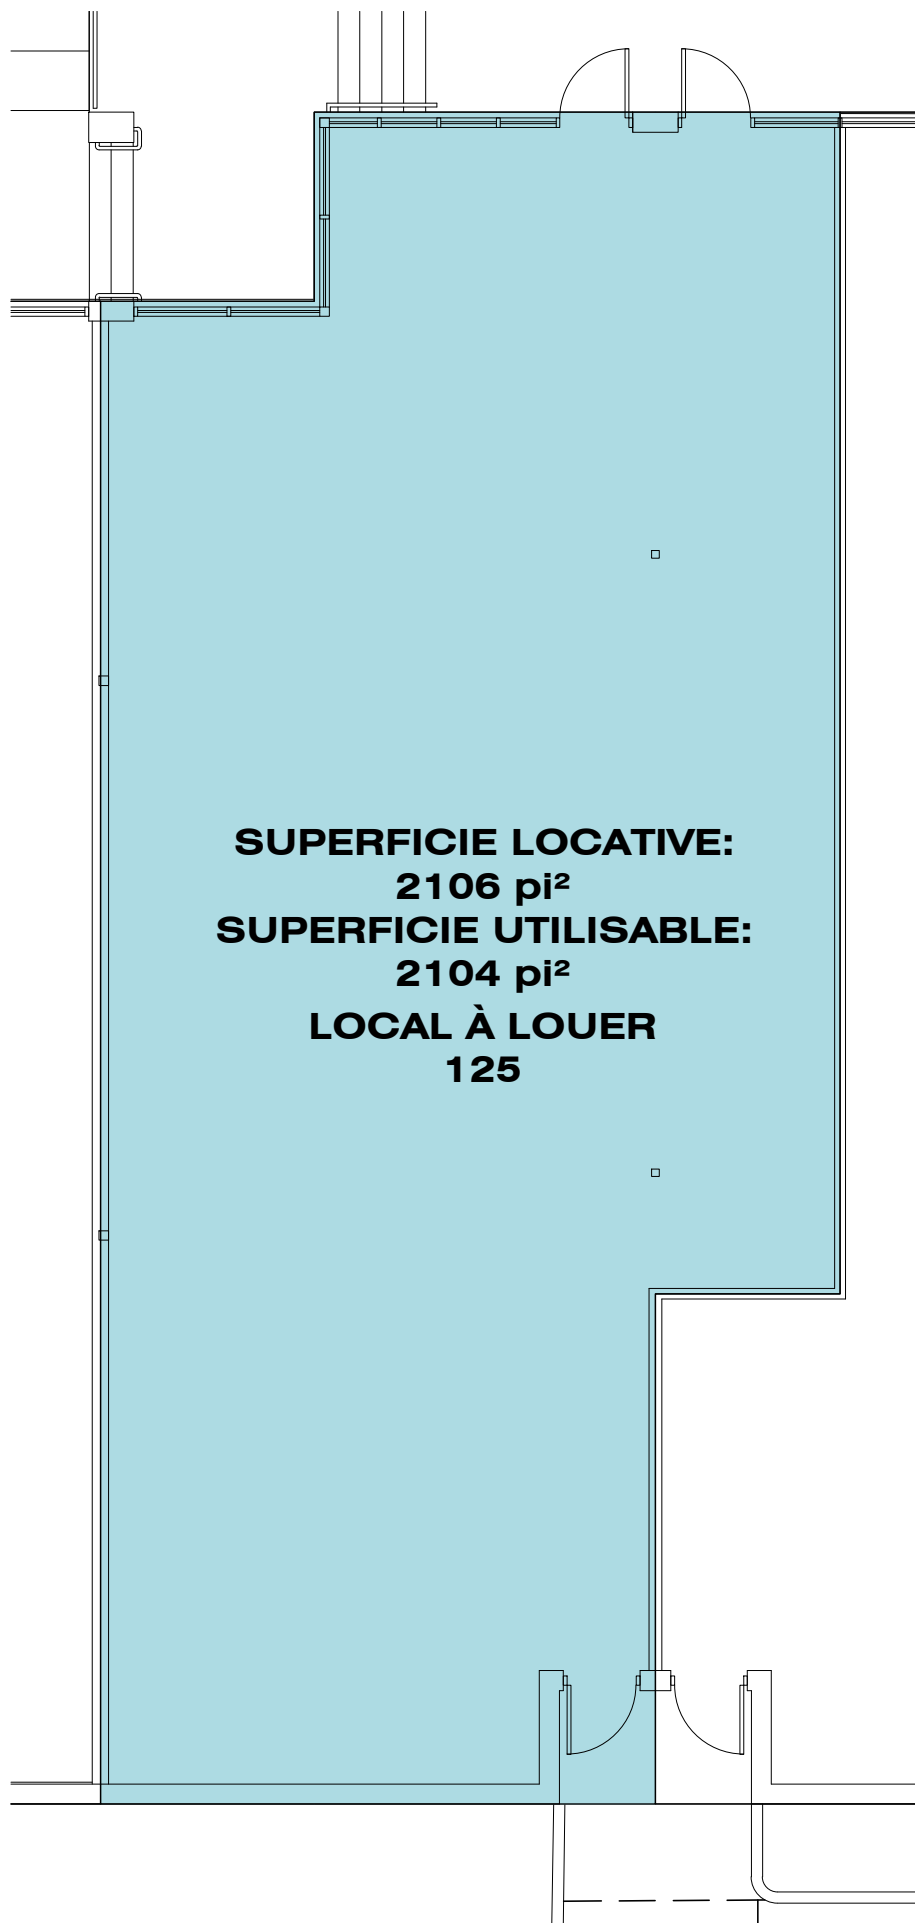 SUPERFICIE LOCATIVE:
2106 pi²
SUPERFICIE UTILISABLE:
2104 pi²
LOCAL À LOUER
125